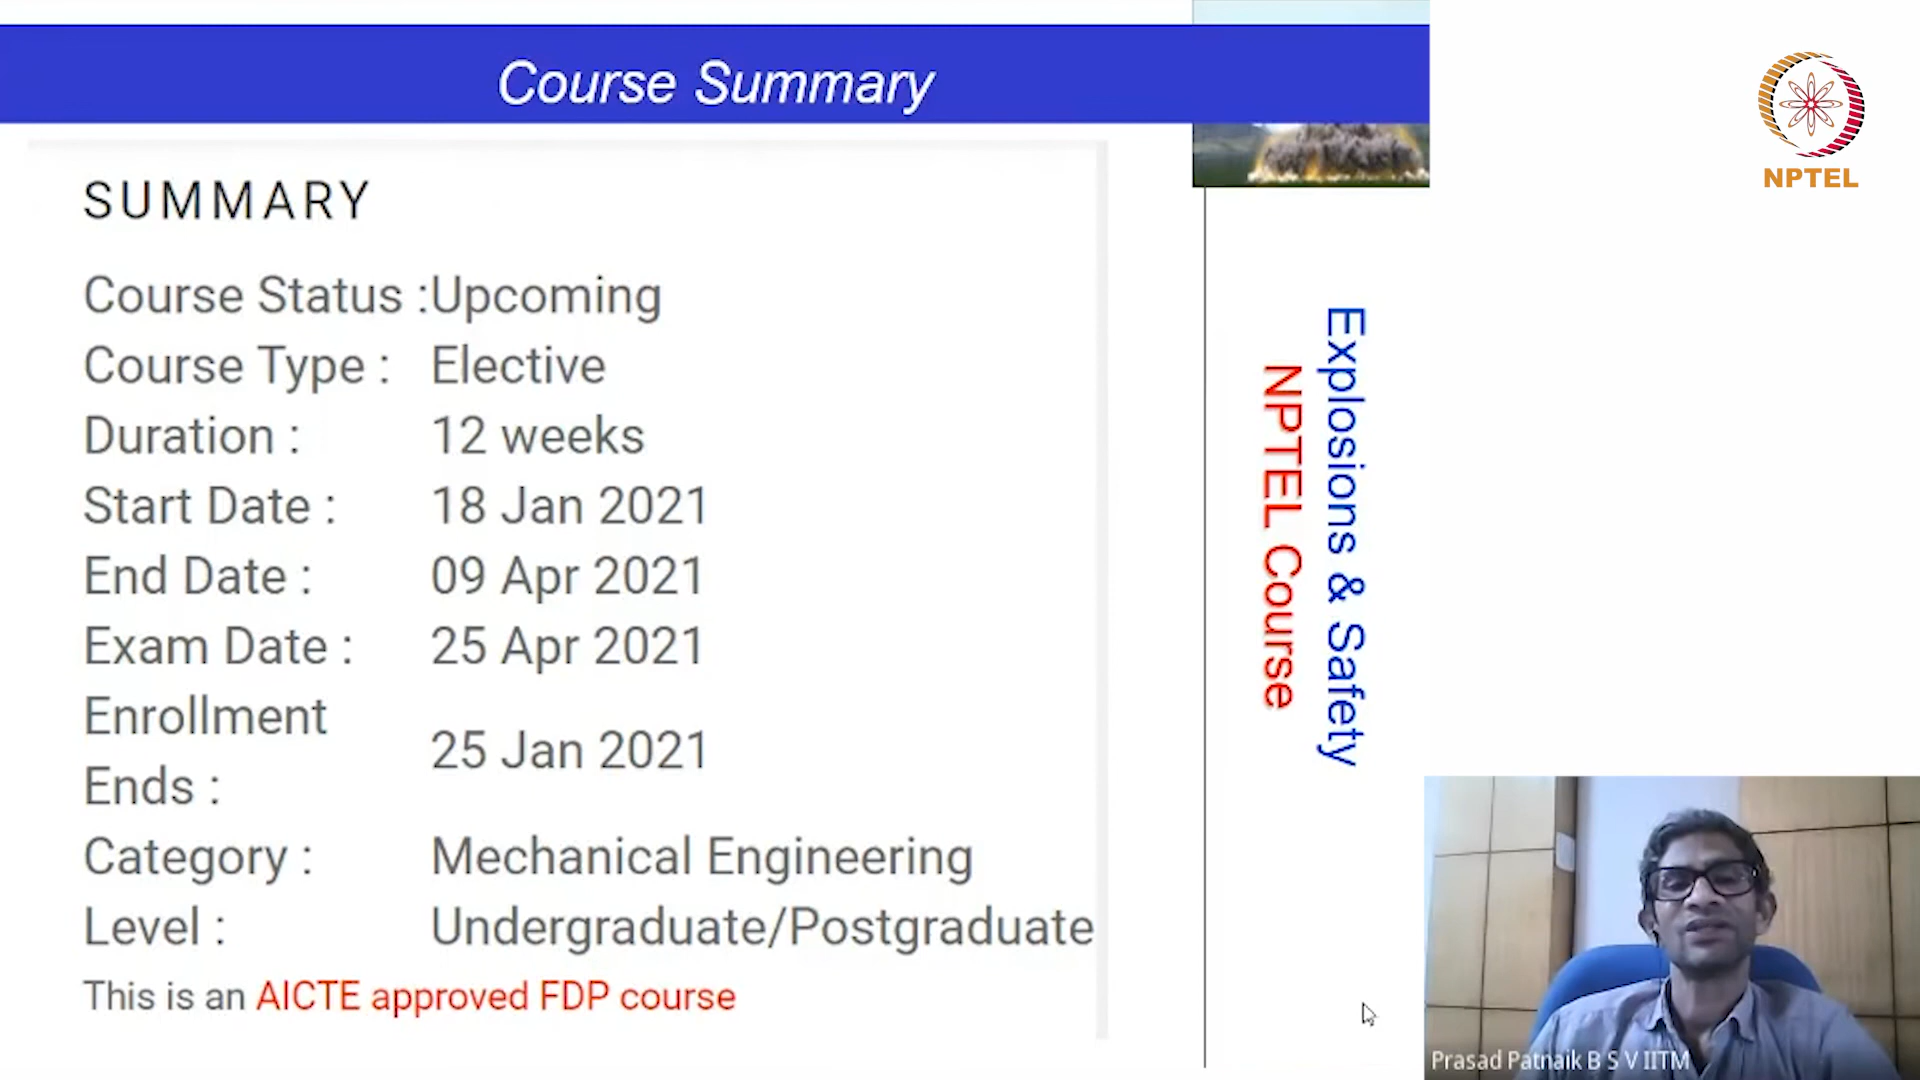 Course Summary
NPTEL
SUMMARY
Course Status :Upcoming
Course Type : Elective
Duration : 12 weeks
Start Date : 18 Jan 2021
End Date : 09 Apr 2021
Exam Date : 25 Apr 2021
Enrollment
Ends : 25 Jan 2021
Category : Mechanical Engineering
Level : Undergraduate/Postgraduate
This is an AICTE approved FDP course
Explosions & Safety
NPTEL Course
Prasad Patnaik B S V IITM